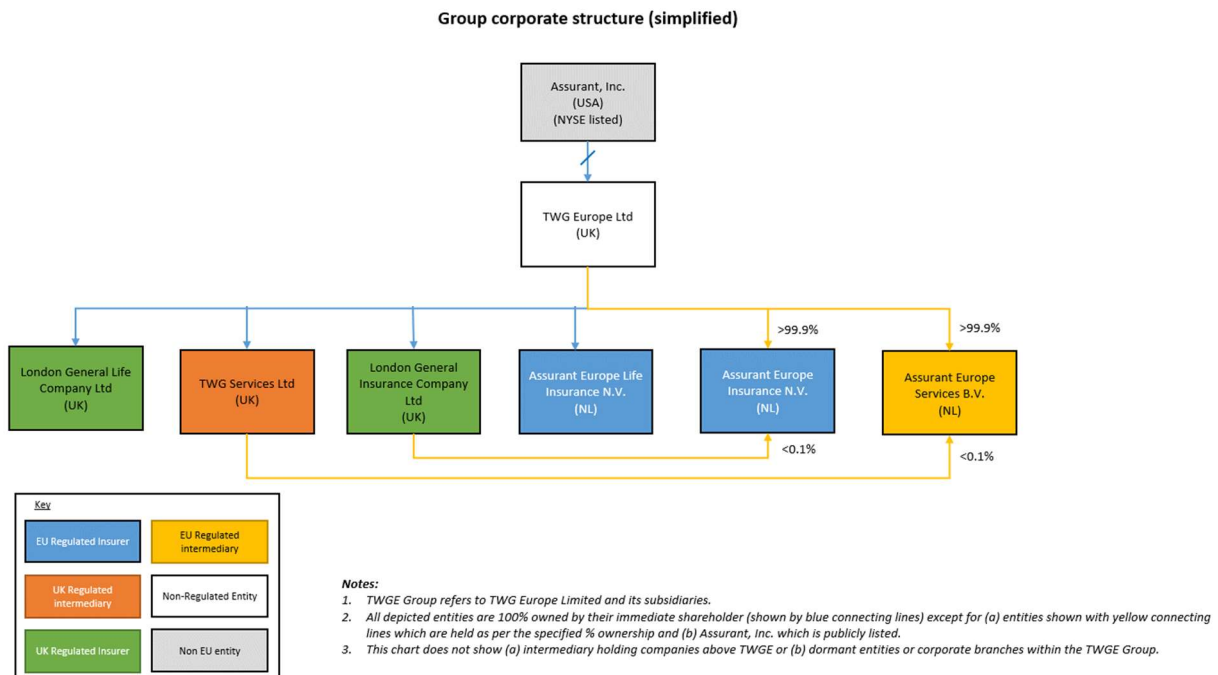 Group corporate structure (simplified)
Assurant, Inc.
(USA)
(NYSE listed)
TWG Europe Ltd
(UK)
>99.9%
>99.9%
London General Life
Company Ltd
(UK)
TWG Services Ltd
(UK)
London General
Insurance Company
Ltd
(UK)
Assurant Europe Life
Insurance N.V.
(NL)
Assurant Europe
Insurance N.V.
(NL)
Assurant Europe
Services B.V.
(NL)
<0.1%
<0.1%
Key
EU Regulated Insurer
EU Regulated
intermediary
UK Regulated
intermediary
Non-Regulated Entity
UK Regulated Insurer
Non EU entity
Notes:
1. TWGE Group refers to TWG Europe Limited and its subsidiaries.
2. All depicted entities are 100% owned by their immediate shareholder (shown by blue connecting lines) except for (a) entities shown with yellow connecting
lines which are held as per the specified % ownership and (b) Assurant, Inc. which is publicly listed.
3. This chart does not show (a) intermediary holding companies above TWGE or (b) dormant entities or corporate branches within the TWGE Group.